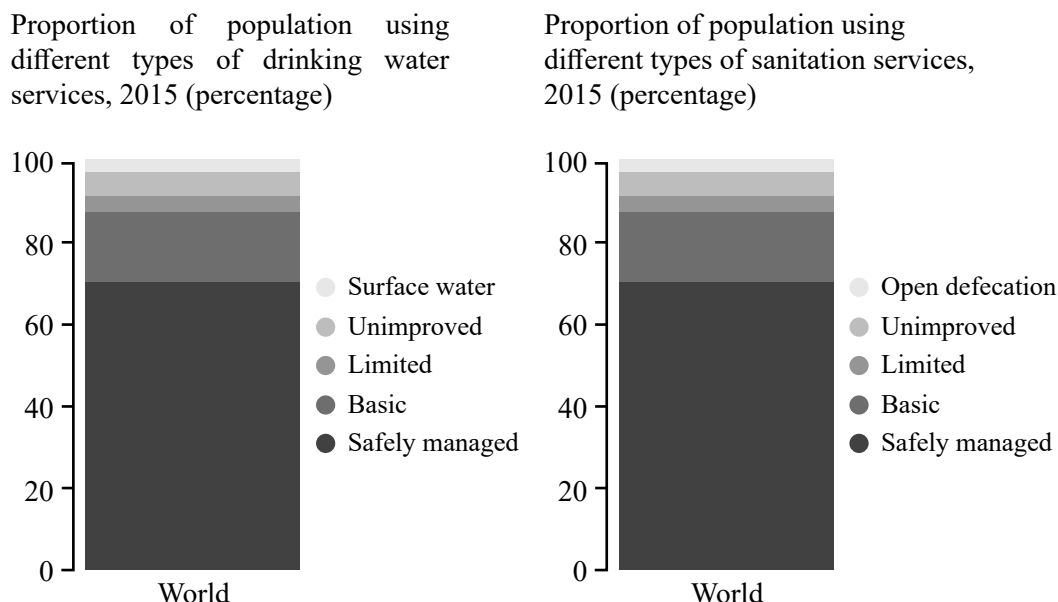 Proportion of population using
different types of drinking water
services, 2015 (percentage)
100
80
60
40
20
0
World
Surface water
Unimproved
Limited
Basic
Safely managed
Proportion of population using
different types of sanitation services,
2015 (percentage)
100
80
60
40
20
0
World
Open defecation
Unimproved
Limited
Basic
Safely managed